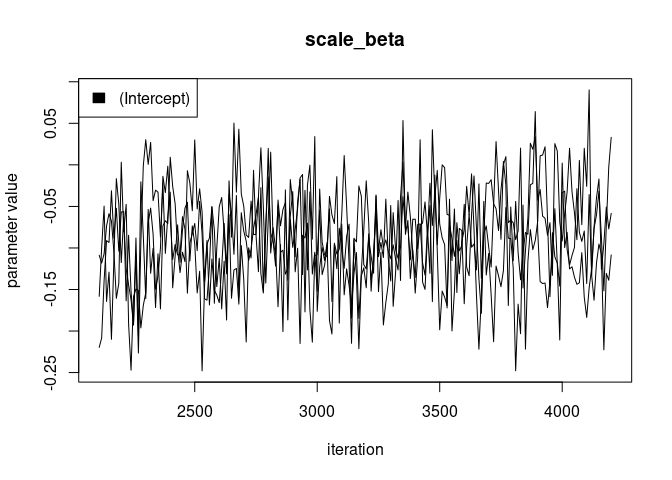 scale_beta
(Intercept)
parameter value
0.05
-0.05
-0.15
-0.25
2500 3000 3500 4000
iteration